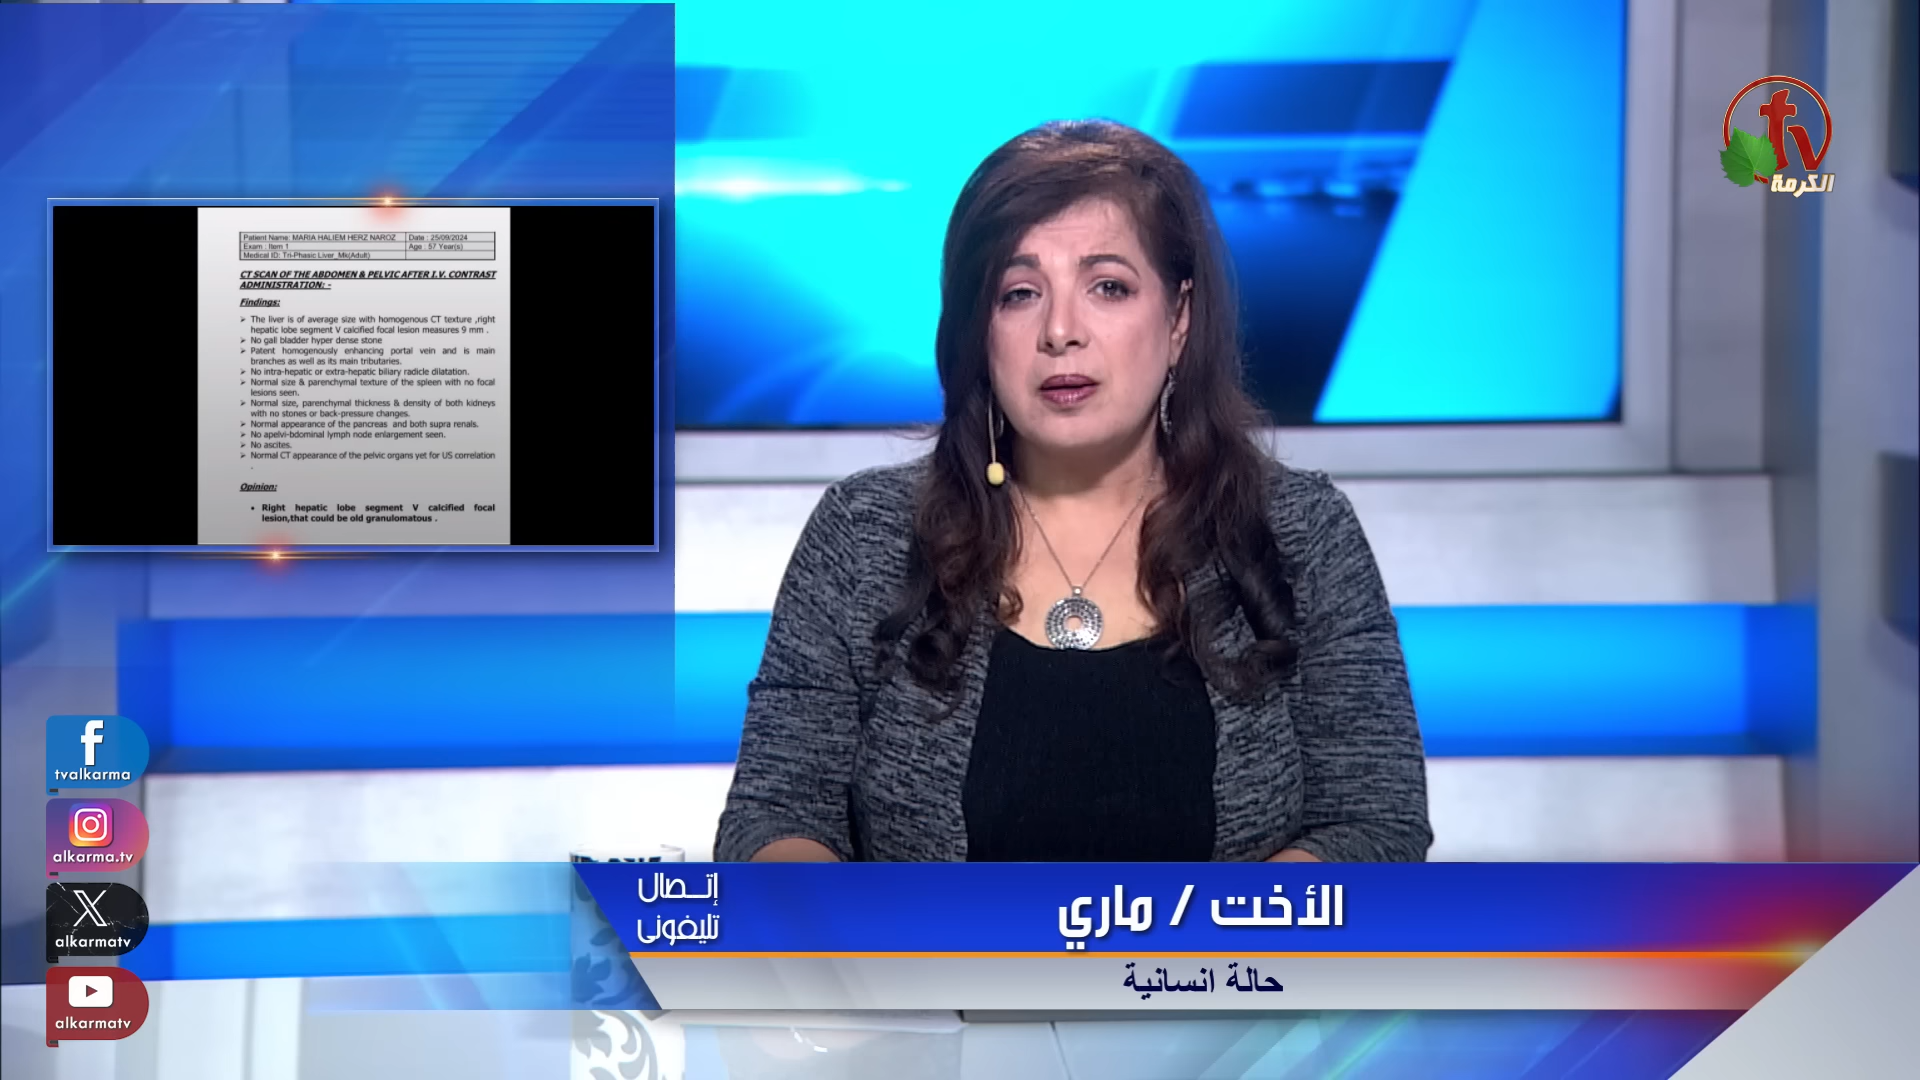 Patient Name: MARIA HALIEM HERZ NAROZ Date : 25/09/2024
Exam : Item 1 Age : 57 Year(s)
Medical ID: Tri-Phasic Liver_Mk(Adult)
CT SCAN OF THE ABDOMEN & PELVIC AFTER I.V. CONTRAST
ADMINISTRATION: -
Findings:
➢ The liver is of average size with homogenous CT texture ,right
hepatic lobe segment V calcified focal lesion measures 9 mm .
➢ No gall bladder hyper dense stone
➢ Patent homogenously enhancing portal vein and is main
branches as well as its main tributaries.
➢ No intra-hepatic or extra-hepatic biliary radicle dilatation.
➢ Normal size & parenchymal texture of the spleen with no focal
lesions seen.
➢ Normal size, parenchymal thickness & density of both kidneys
with no stones or back-pressure changes.
➢ Normal appearance of the pancreas and both supra renals.
➢ No apelvi-bdominal lymph node enlargement seen.
➢ No ascites.
➢ Normal CT appearance of the pelvic organs yet for US correlation
.
Opinion:
• Right hepatic lobe segment V calcified focal
lesion,that could be old granulomatous .
tv
الكرمة
tvalkarma
alkarma.tv
alkarmatv
alkarmatv
الأخت / ماري
إتـصال
تليفونى
حالة انسانية